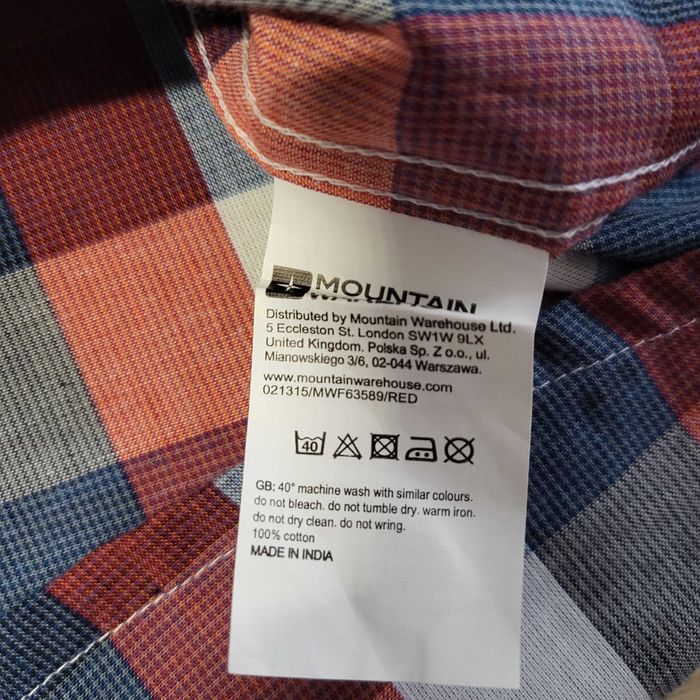 MOUNTAIN
Distributed by Mountain Warehouse Ltd.
5 Eccleston St. London SW1W 9LX
United Kingdom. Polska Sp. Z o.o., ul.
Mianowskiego 3/6, 02-044 Warszawa.
www.mountainwarehouse.com
021315/MWF63589/RED
40
GB: 40° machine wash with similar colours.
do not bleach. do not tumble dry. warm iron.
do not dry clean. do not wring.
100% cotton
MADE IN INDIA